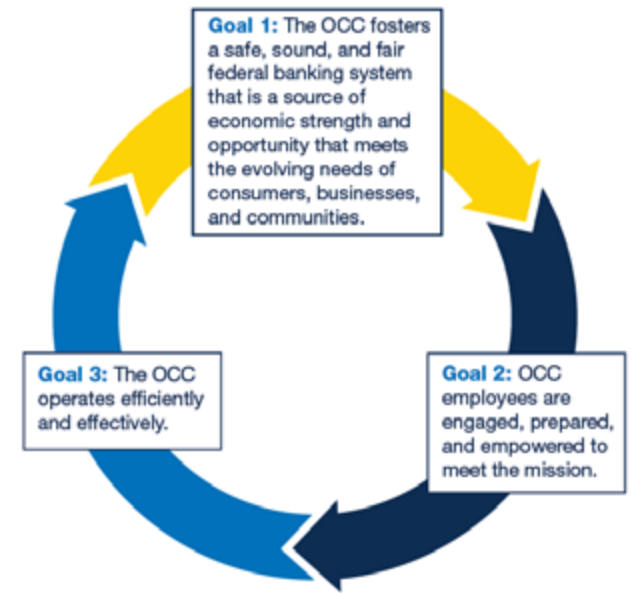 Goal 1: The OCC fosters
a safe, sound, and fair
federal banking system
that is a source of
economic strength and
opportunity that meets
the evolving needs of
consumers, businesses,
and communities.
Goal 2: OCC
employees are
engaged, prepared,
and empowered to
meet the mission.
Goal 3: The OCC
operates efficiently
and effectively.